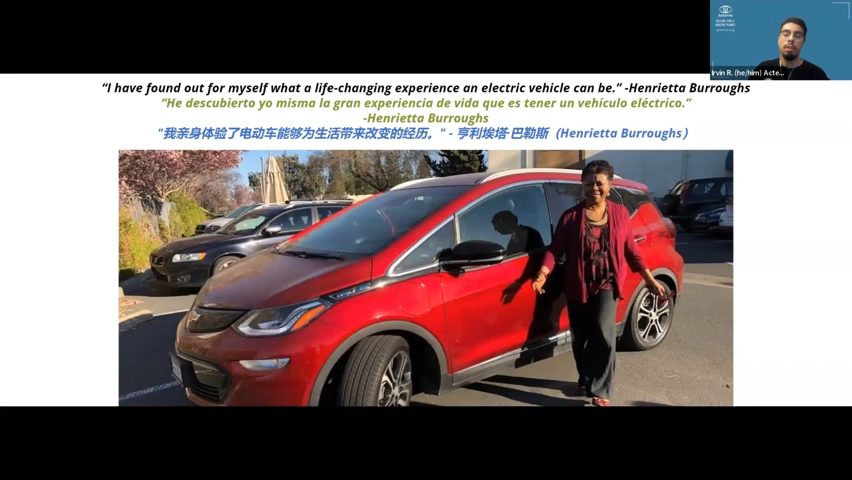 “I have found out for myself what a life-changing experience an electric vehicle can be.” -Henrietta Burroughs
“He descubierto yo misma la gran experiencia de vida que es tener un vehículo eléctrico.”
-Henrietta Burroughs
"我亲身体验了电动车能够为生活带来改变的经历。" - 亨利埃塔·巴勒斯（Henrietta Burroughs）
Irvin R. (he/him) Acte...